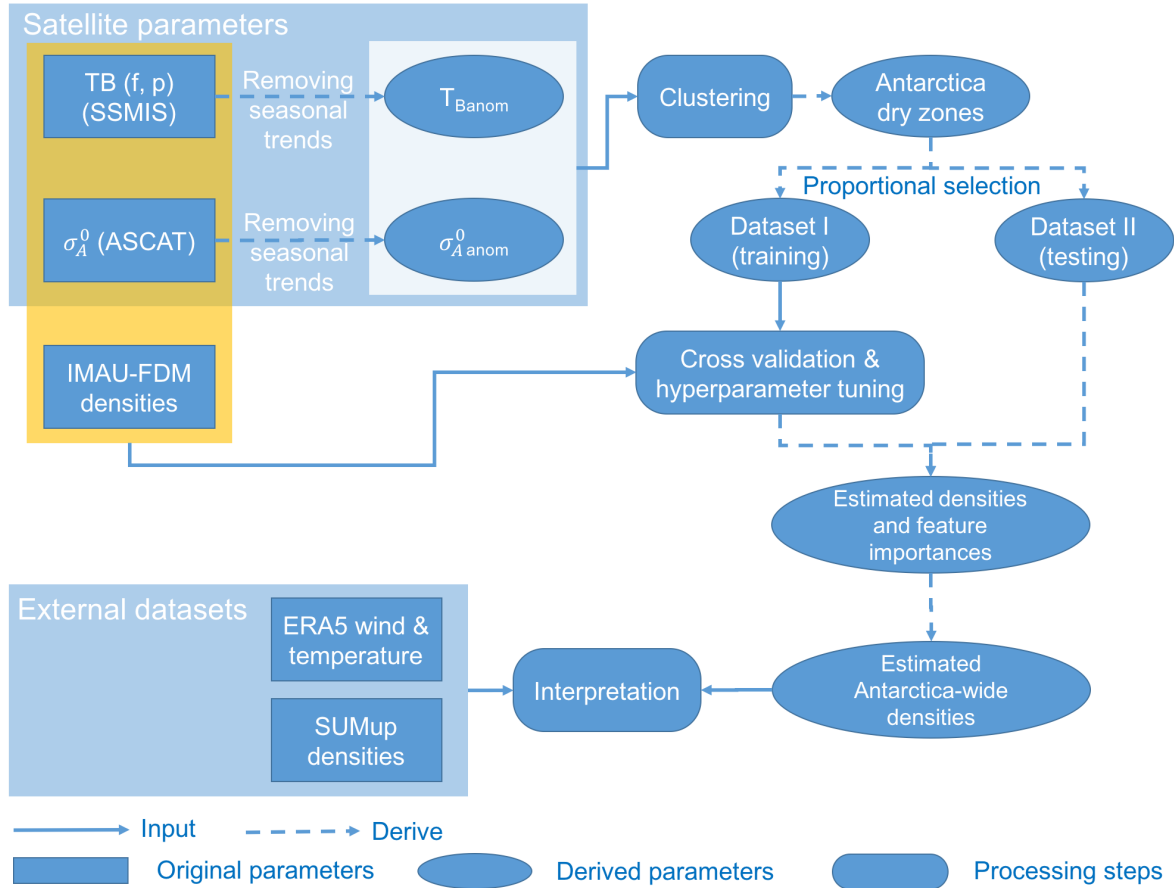 Satellite parameters
TB (f, p)
(SSMIS)
Removing
seasonal
trends
T_Banom
Clustering
Antarctica
dry zones
Proportional selection
σ_A^0 (ASCAT)
Removing
seasonal
trends
σ_A^0 anom
Dataset I
(training)
Dataset II
(testing)
IMAU-FDM
densities
Cross validation &
hyperparameter tuning
Estimated densities
and feature
importances
External datasets
ERA5 wind &
temperature
SUMup
densities
Interpretation
Estimated
Antarctica-wide
densities
Input
Derive
Original parameters
Derived parameters
Processing steps